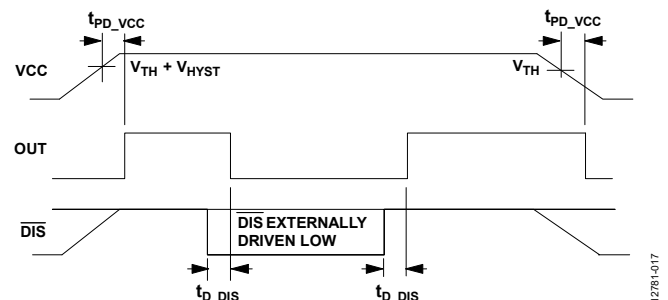 tPD_VCC
tPD_VCC
VCC
VTH + VHYST
VTH
OUT
DIS
DIS EXTERNALLY
DRIVEN LOW
tD_DIS
tD_DIS
12781-017